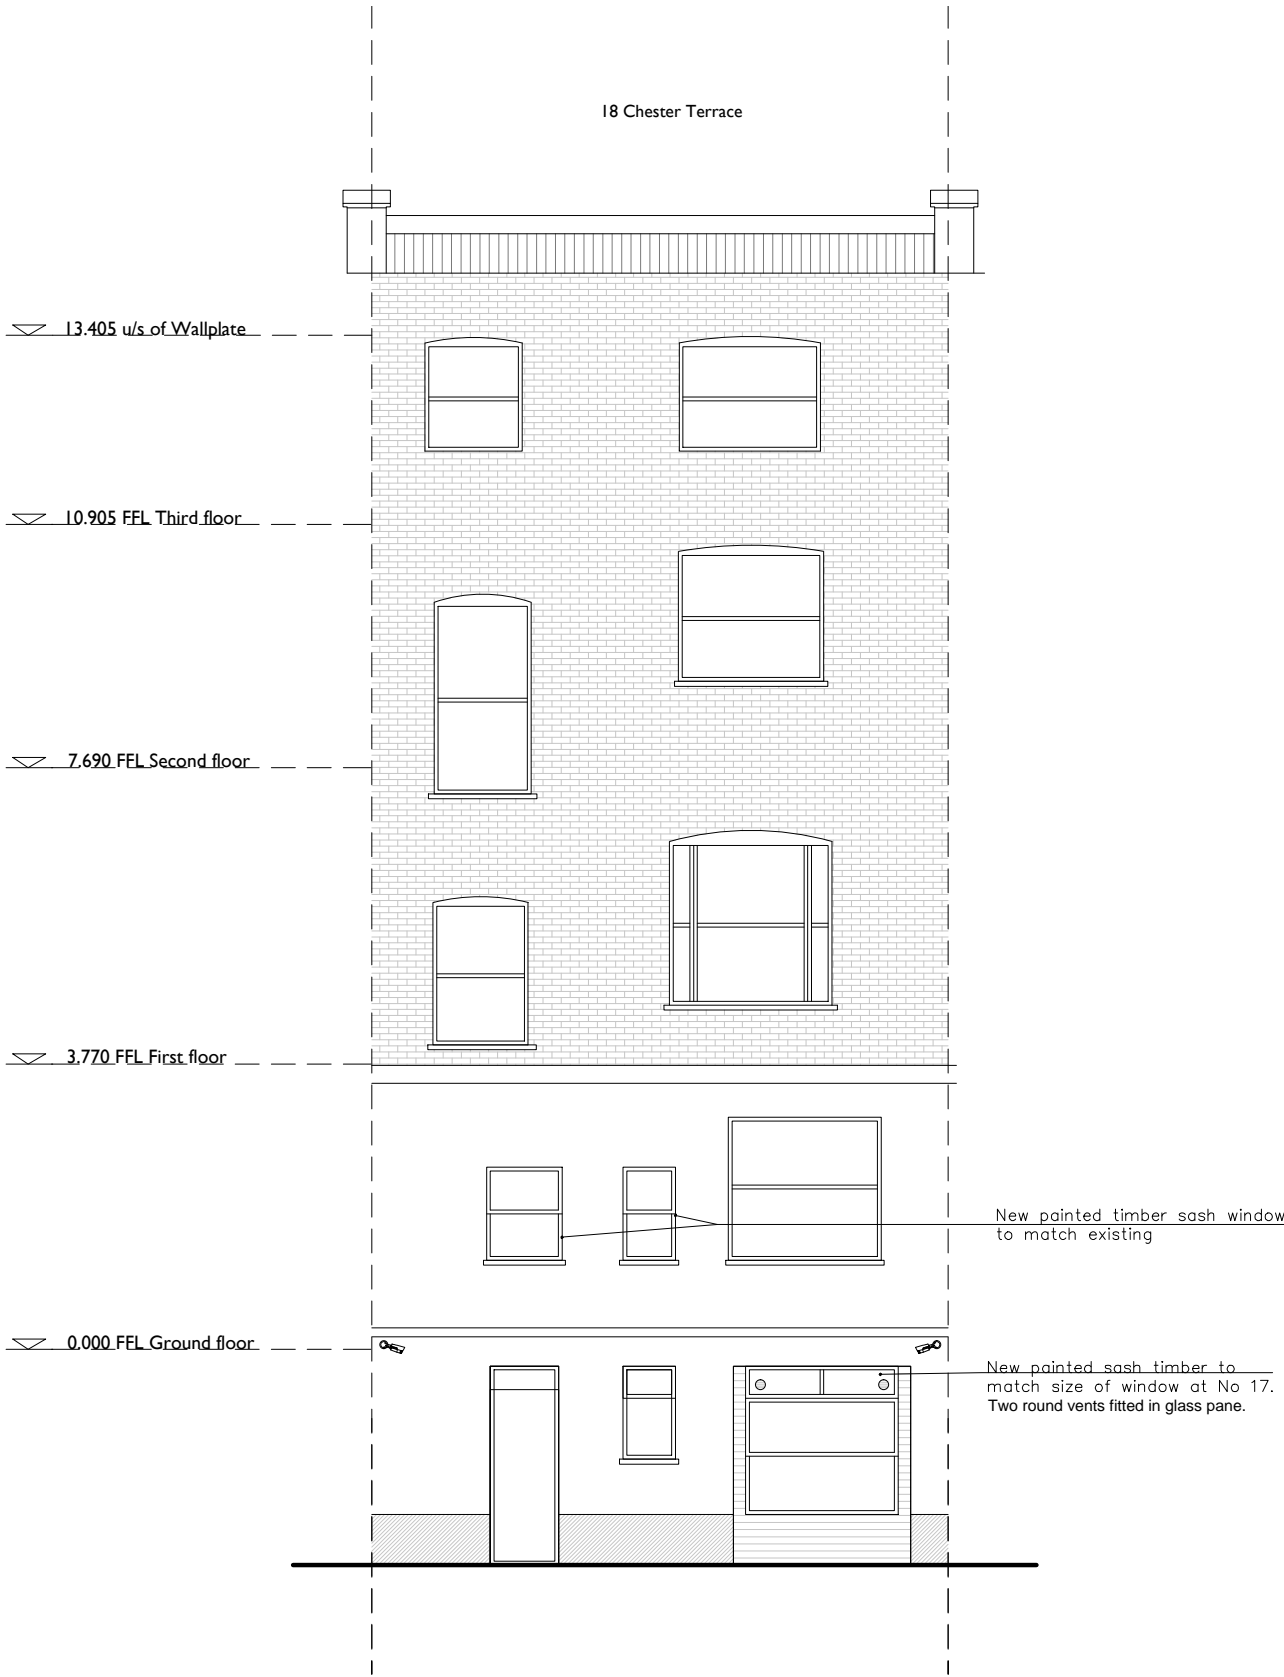 18 Chester Terrace
13.405 u/s of Wallplate
10.905 FFL Third floor
7.690 FFL Second floor
3.770 FFL First floor
New painted timber sash window
to match existing
0.000 FFL Ground floor
New painted sash timber to
match size of window at No 17.
Two round vents fitted in glass pane.